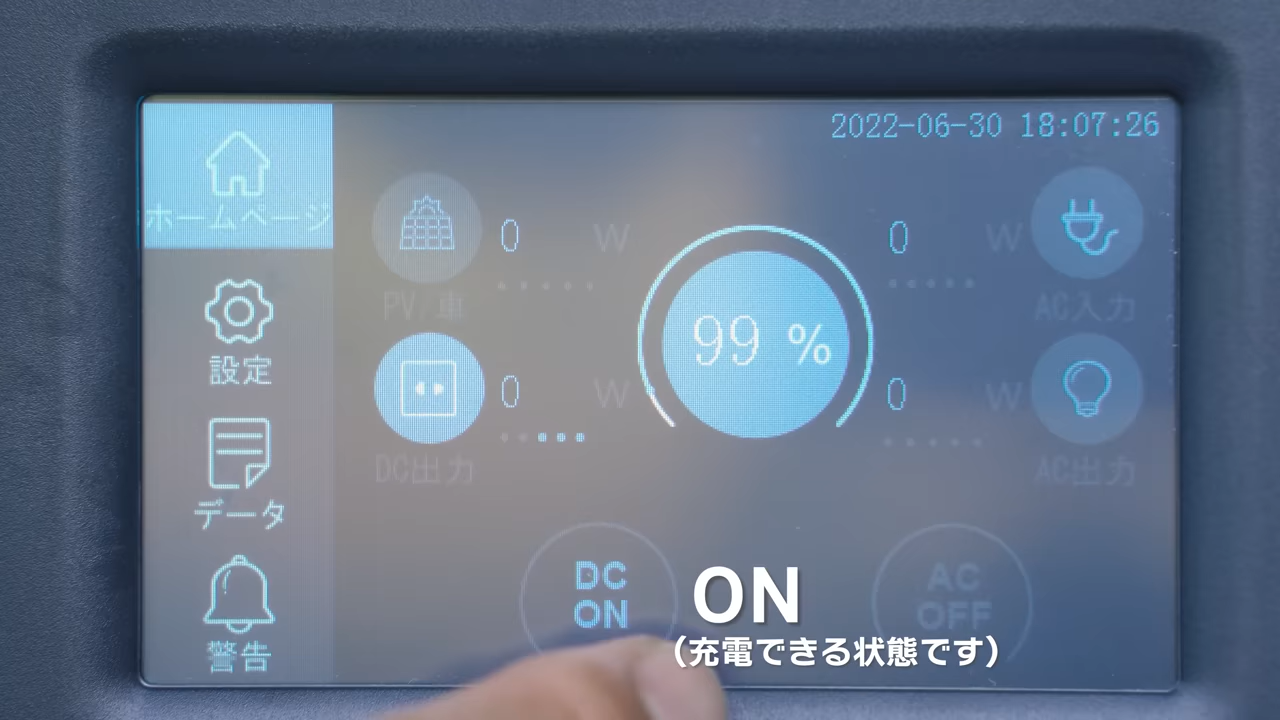 2022-06-30 18:07:26
ホームページ
設定
データ
警告
0 W
PV/車
0 W
DC出力
99 %
0 W
AC入力
0 W
AC出力
DC
ON
AC
OFF
ON
(充電できる状態です)